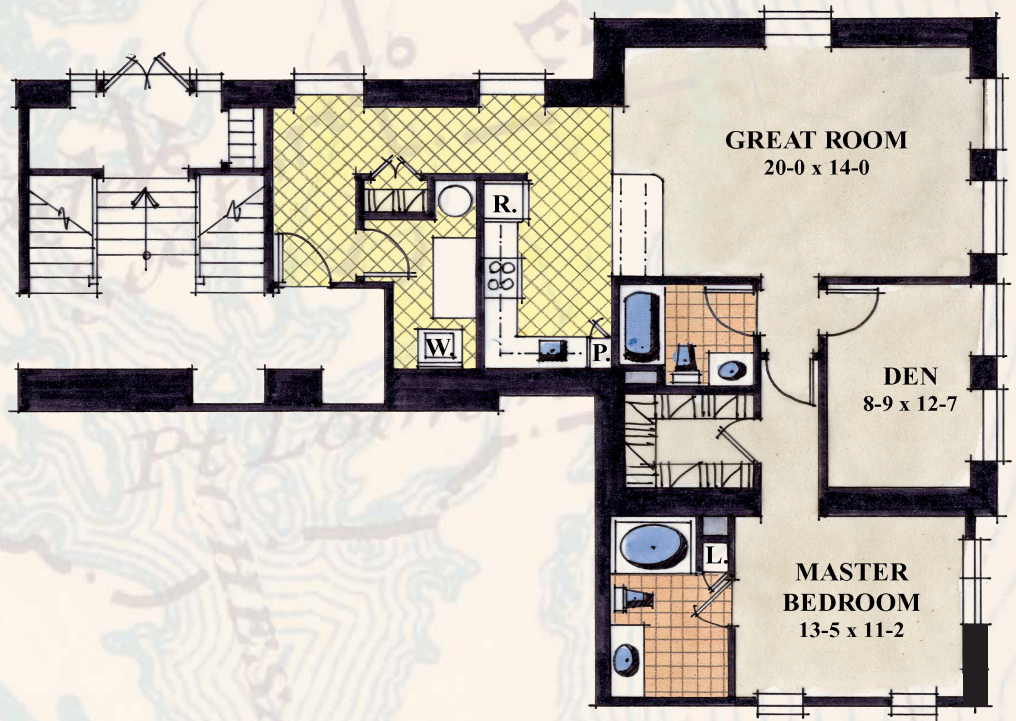 GREAT ROOM
20-0 x 14-0
R.
W.
P.
DEN
8-9 x 12-7
L.
MASTER
BEDROOM
13-5 x 11-2